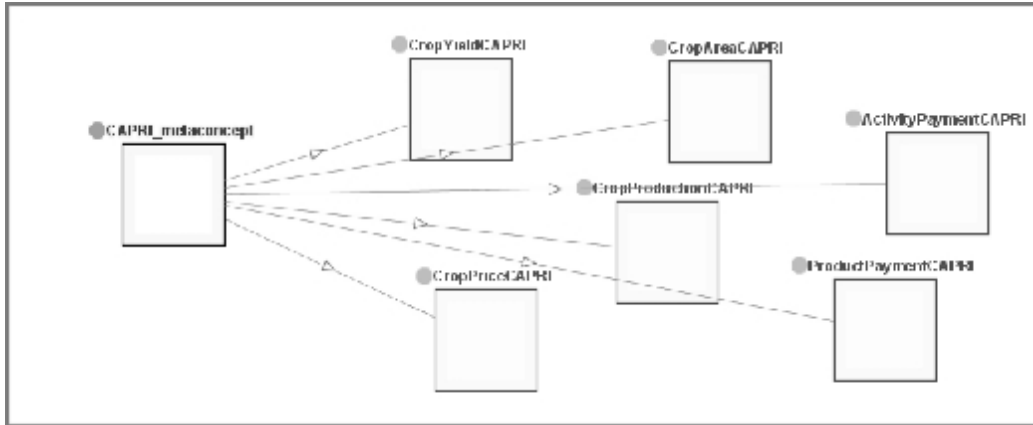 CropYieldCAPRI
CropAreaCAPRI
CAPRI_metaconcept
ActivityPaymentCAPRI
CropProductionCAPRI
CropPriceCAPRI
ProductPaymentCAPRI